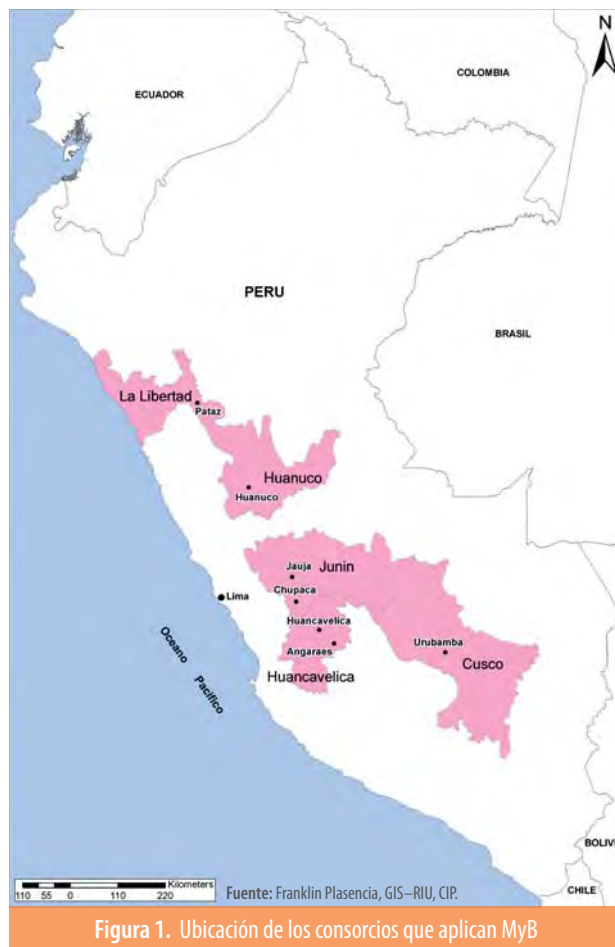 N
COLOMBIA
ECUADOR
PERU
BRASIL
La Libertad
Pataz
Huanuco
Huanuco
Jauja
Junin
Chupaca
Lima
Huancavelica
Urubamba
Angaraes
Cusco
Huancavelica
Oceano Pacífico
BOLIVI
CHILE
Kilometers
110 55 0 110 220
Fuente: Franklin Plasencia, GIS–RIU, CIP.
Figura 1. Ubicación de los consorcios que aplican MyB